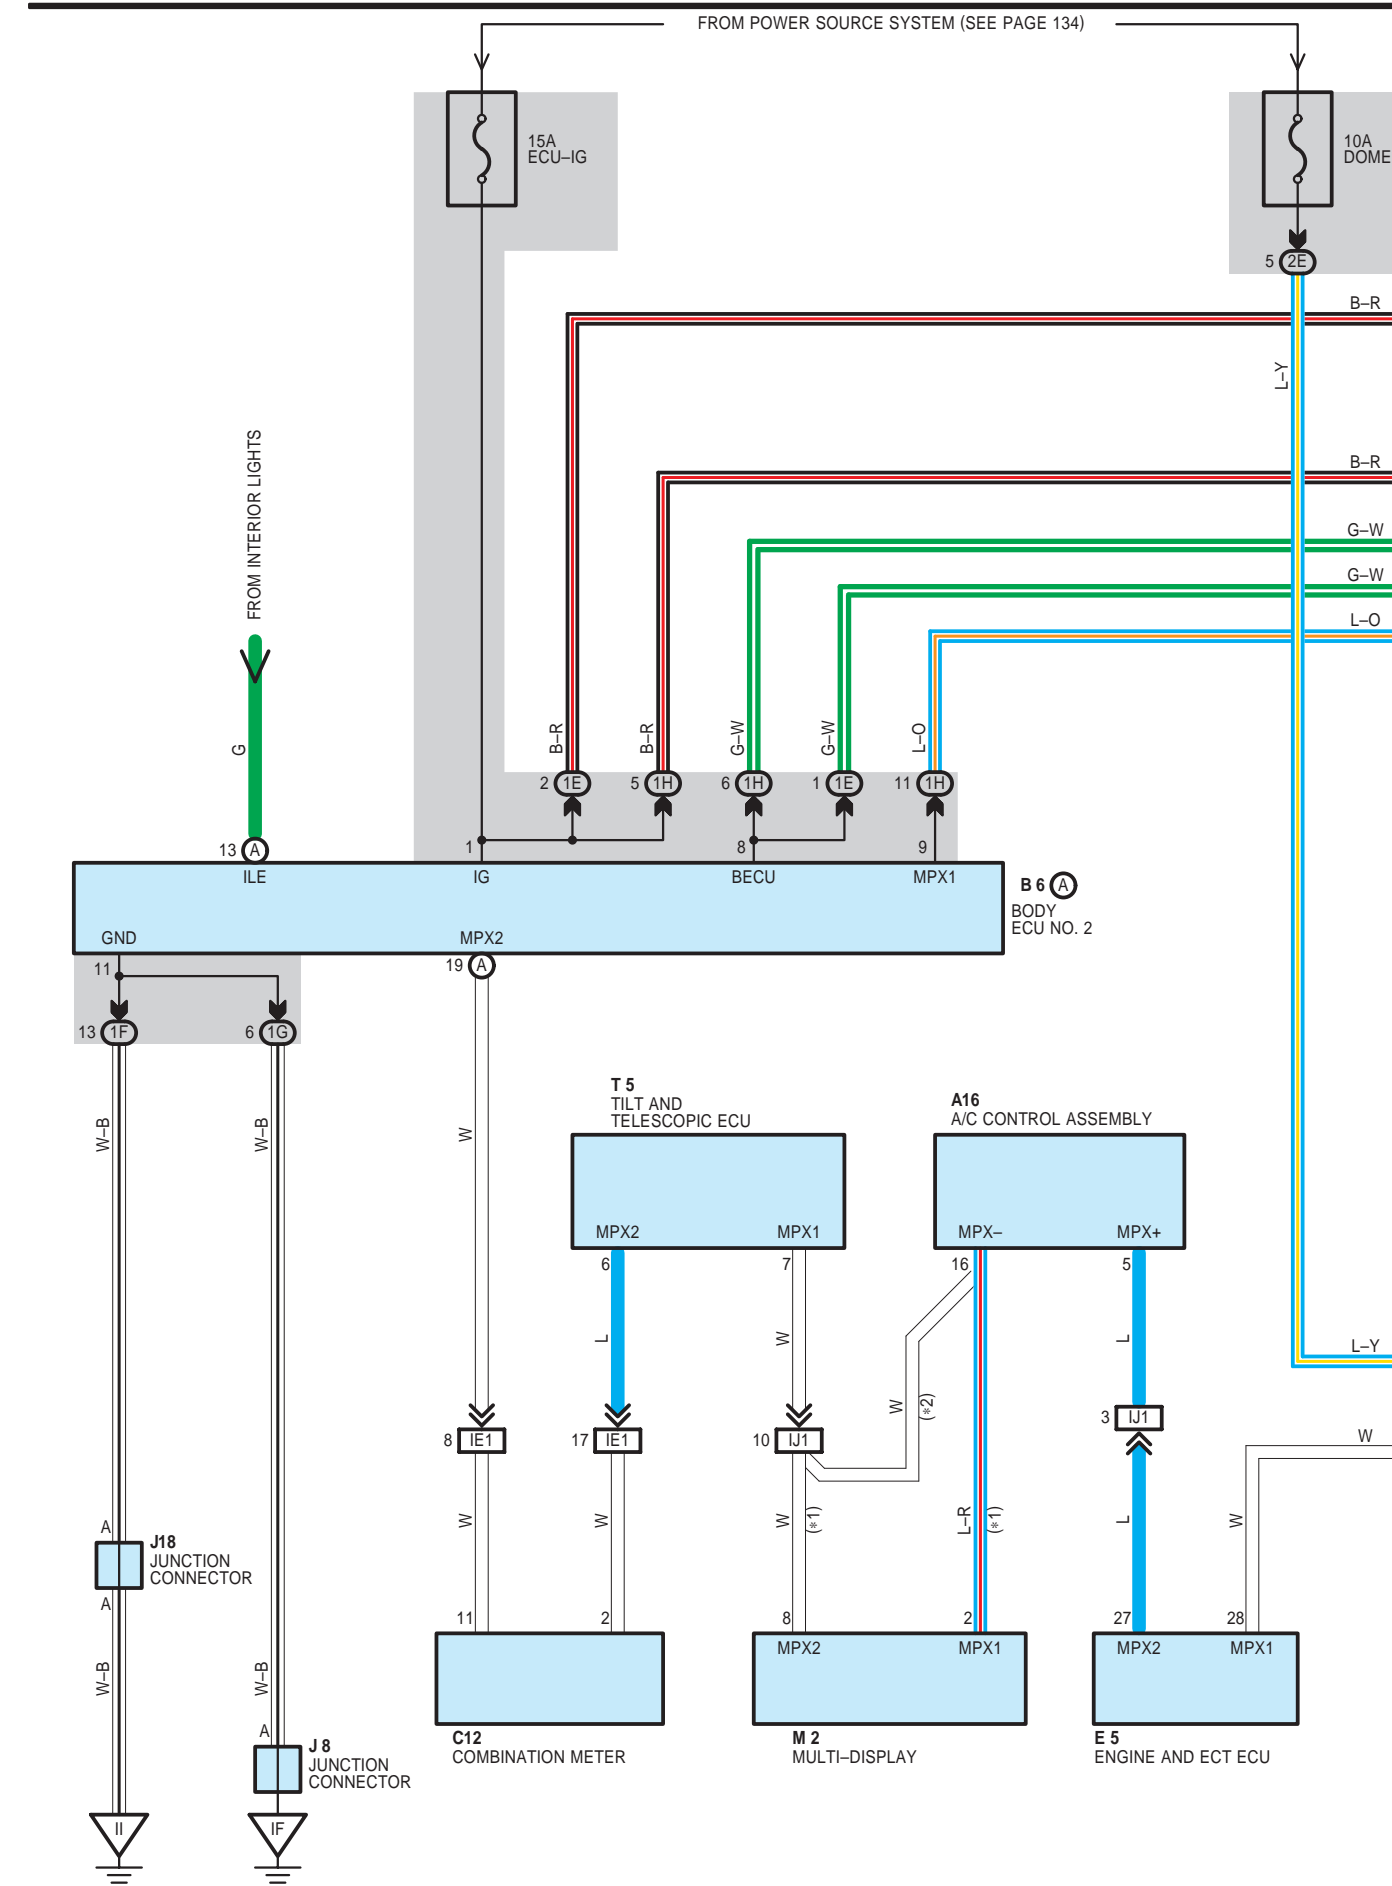 FROM POWER SOURCE SYSTEM (SEE PAGE 134)
15A
ECU–IG
10A
DOME
5 2E
B–R
L–Y
B–R
G–W
G–W
L–O
FROM INTERIOR LIGHTS
G
B–R
B–R
G–W
G–W
L–O
2 1E
5 1H
6 1H
1 1E
11 1H
13 A
1
8
9
ILE
IG
BECU
MPX1
B 6 A
BODY
ECU NO. 2
GND
MPX2
11
19 A
13 1F
6 1G
T 5
TILT AND
TELESCOPIC ECU
A16
A/C CONTROL ASSEMBLY
W–B
W–B
W
MPX2
MPX1
MPX–
MPX+
6
7
16
5
L
W
L
L–Y
W
(*2)
8 IE1
17 IE1
10 IJ1
3 IJ1
W
W
W
W
(*1)
L–R
(*1)
L
W
A
J18
JUNCTION
CONNECTOR
A
11
2
8
2
27
28
MPX2
MPX1
MPX2
MPX1
W–B
W–B
A
C12
COMBINATION METER
M 2
MULTI–DISPLAY
E 5
ENGINE AND ECT ECU
J 8
JUNCTION
CONNECTOR
II
IF